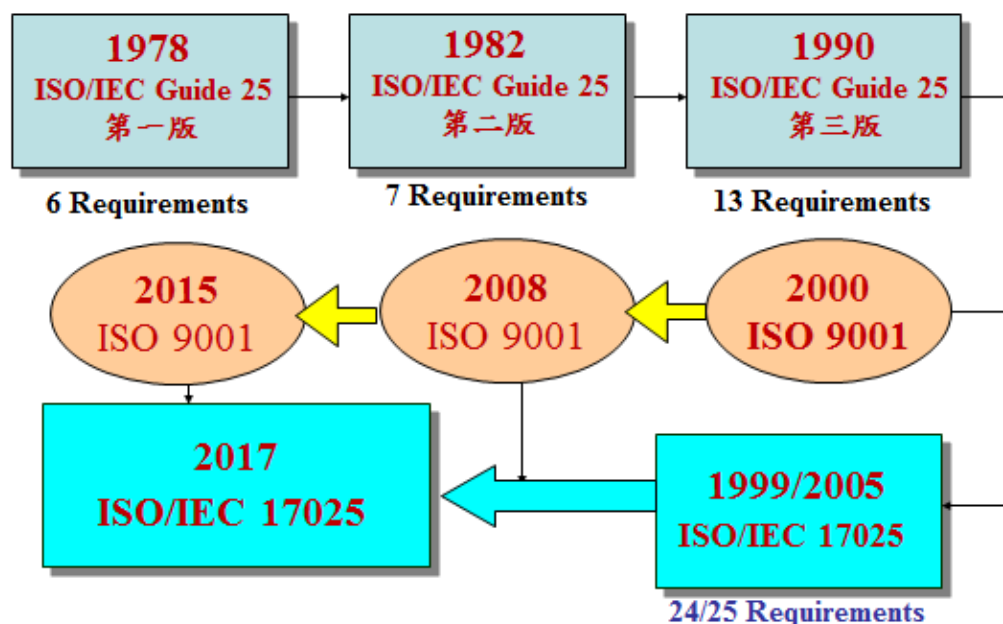 1978
ISO/IEC Guide 25
第一版
6 Requirements
1982
ISO/IEC Guide 25
第二版
7 Requirements
1990
ISO/IEC Guide 25
第三版
13 Requirements
2015
ISO 9001
2008
ISO 9001
2000
ISO 9001
2017
ISO/IEC 17025
1999/2005
ISO/IEC 17025
24/25 Requirements